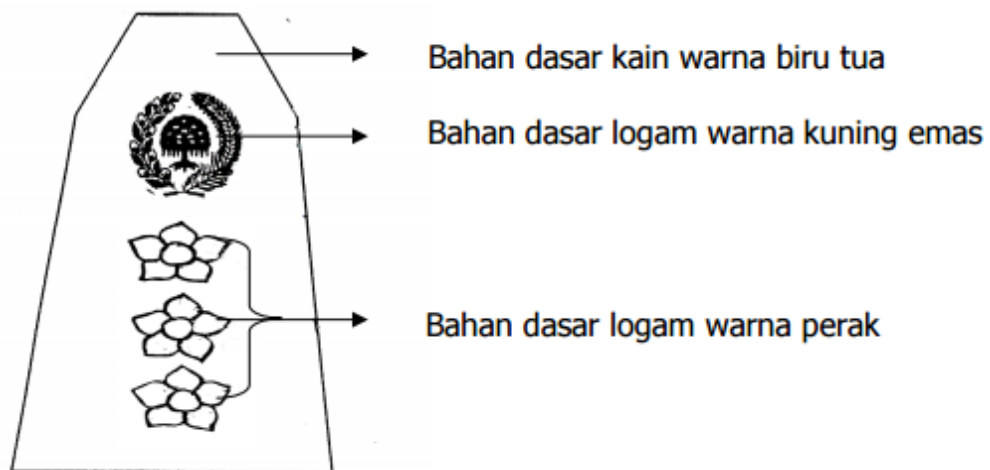 Bahan dasar kain warna biru tua
Bahan dasar logam warna kuning emas
Bahan dasar logam warna perak